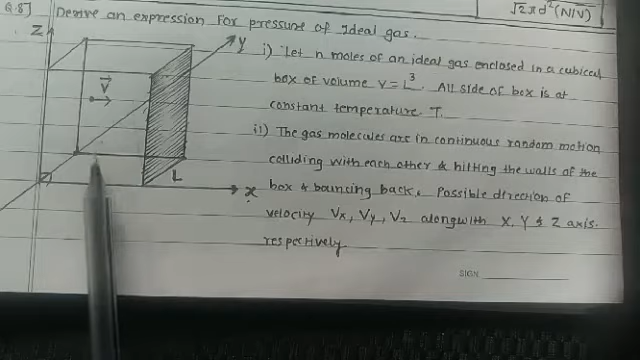 √2πd²(N/V)
Q.8] Derive an expression for pressure of Ideal gas.
Z
Y
i) Let n moles of an ideal gas enclosed in a cubical
box of volume V = L³. All side of box is at
constant temperature T.
V
ii) The gas molecules are in continuous random motion
colliding with each other & hitting the walls of the
L
box & bouncing back. Possible direction of
X
velocity Vx, Vy, Vz alongwith X, Y & Z axis.
respectively
SIGN